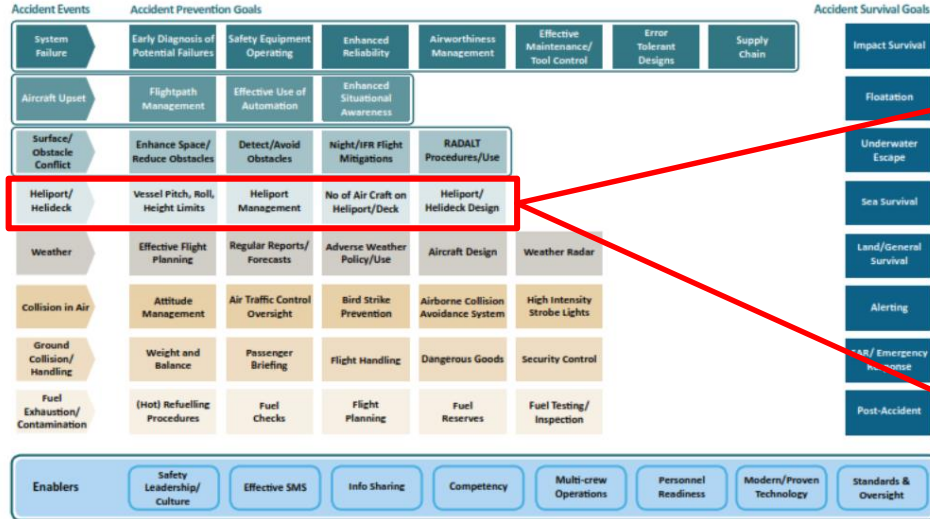 Accident Events
Accident Prevention Goals
Accident Survival Goals
System
Failure
Early Diagnosis of
Potential Failures
Safety Equipment
Operating
Enhanced
Reliability
Airworthiness
Management
Effective
Maintenance/
Tool Control
Error
Tolerant
Designs
Supply
Chain
Impact Survival
Aircraft Upset
Flightpath
Management
Effective Use of
Automation
Enhanced
Situational
Awareness
Floatation
Surface/
Obstacle
Conflict
Enhance Space/
Reduce Obstacles
Detect/Avoid
Obstacles
Night/IFR Flight
Mitigations
RADALT
Procedures/Use
Underwater
Escape
Heliport/
Helideck
Vessel Pitch, Roll,
Height Limits
Heliport
Management
No of Air Craft on
Heliport/Deck
Heliport/
Helideck Design
Sea Survival
Weather
Effective Flight
Planning
Regular Reports/
Forecasts
Adverse Weather
Policy/Use
Aircraft Design
Weather Radar
Land/General
Survival
Collision in Air
Attitude
Management
Air Traffic Control
Oversight
Bird Strike
Prevention
Airborne Collision
Avoidance System
High Intensity
Strobe Lights
Alerting
Ground
Collision/
Handling
Weight and
Balance
Passenger
Briefing
Flight Handling
Dangerous Goods
Security Control
SAR/ Emergency
Response
Fuel
Exhaustion/
Contamination
(Hot) Refuelling
Procedures
Fuel
Checks
Flight
Planning
Fuel
Reserves
Fuel Testing/
Inspection
Post-Accident
Enablers
Safety
Leadership/
Culture
Effective SMS
Info Sharing
Competency
Multi-crew
Operations
Personnel
Readiness
Modern/Proven
Technology
Standards &
Oversight